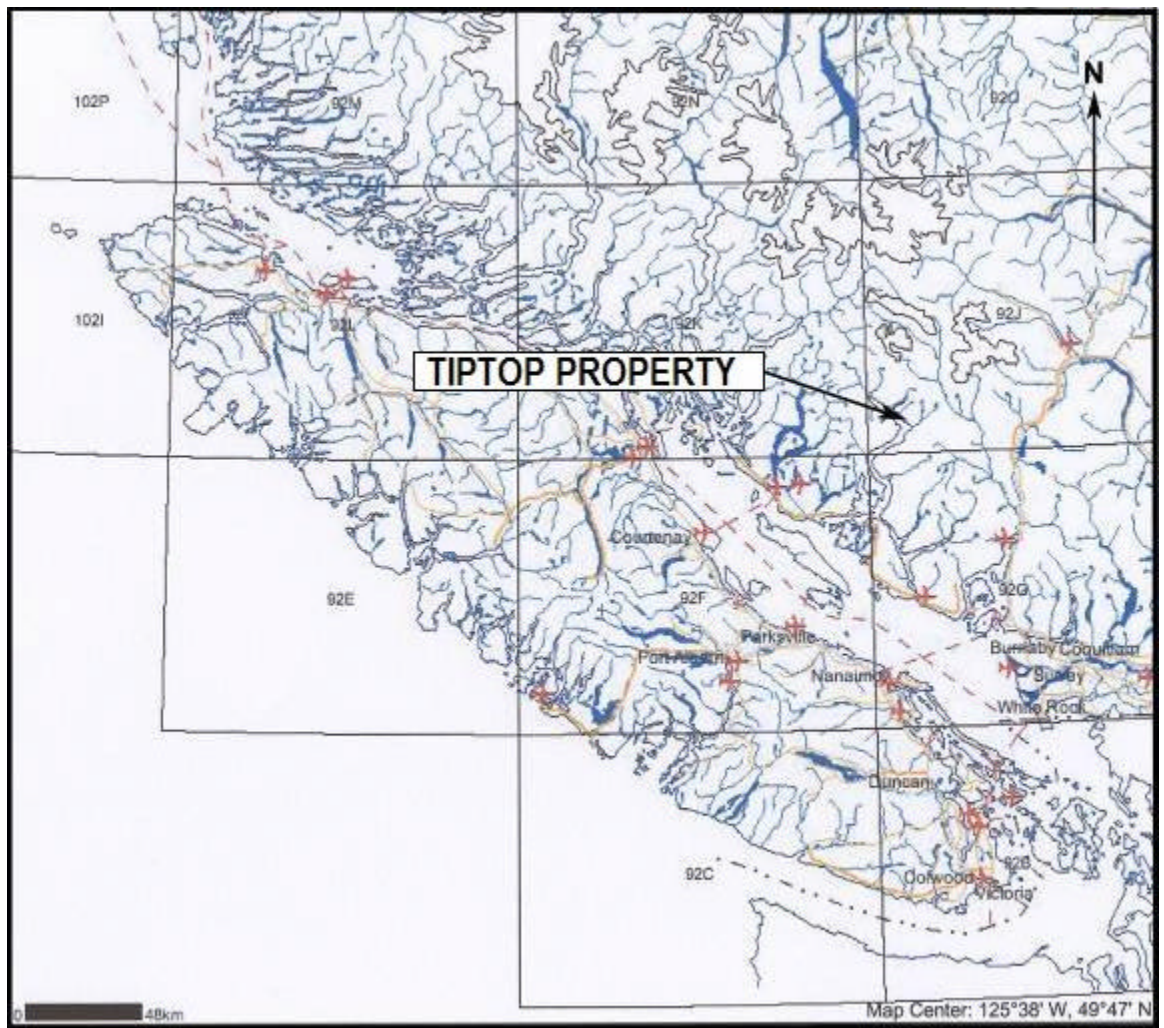 N
102P
92M
92N
92O
102I
92L
92K
92J
TIPTOP PROPERTY
Courtenay
92E
92F
92G
Parksville
Burnaby Coquitlam
Port Alberni
Nanaimo
Surrey
White Rock
Duncan
92C
92B
Colwood
Victoria
0
48km
Map Center: 125°38' W, 49°47' N